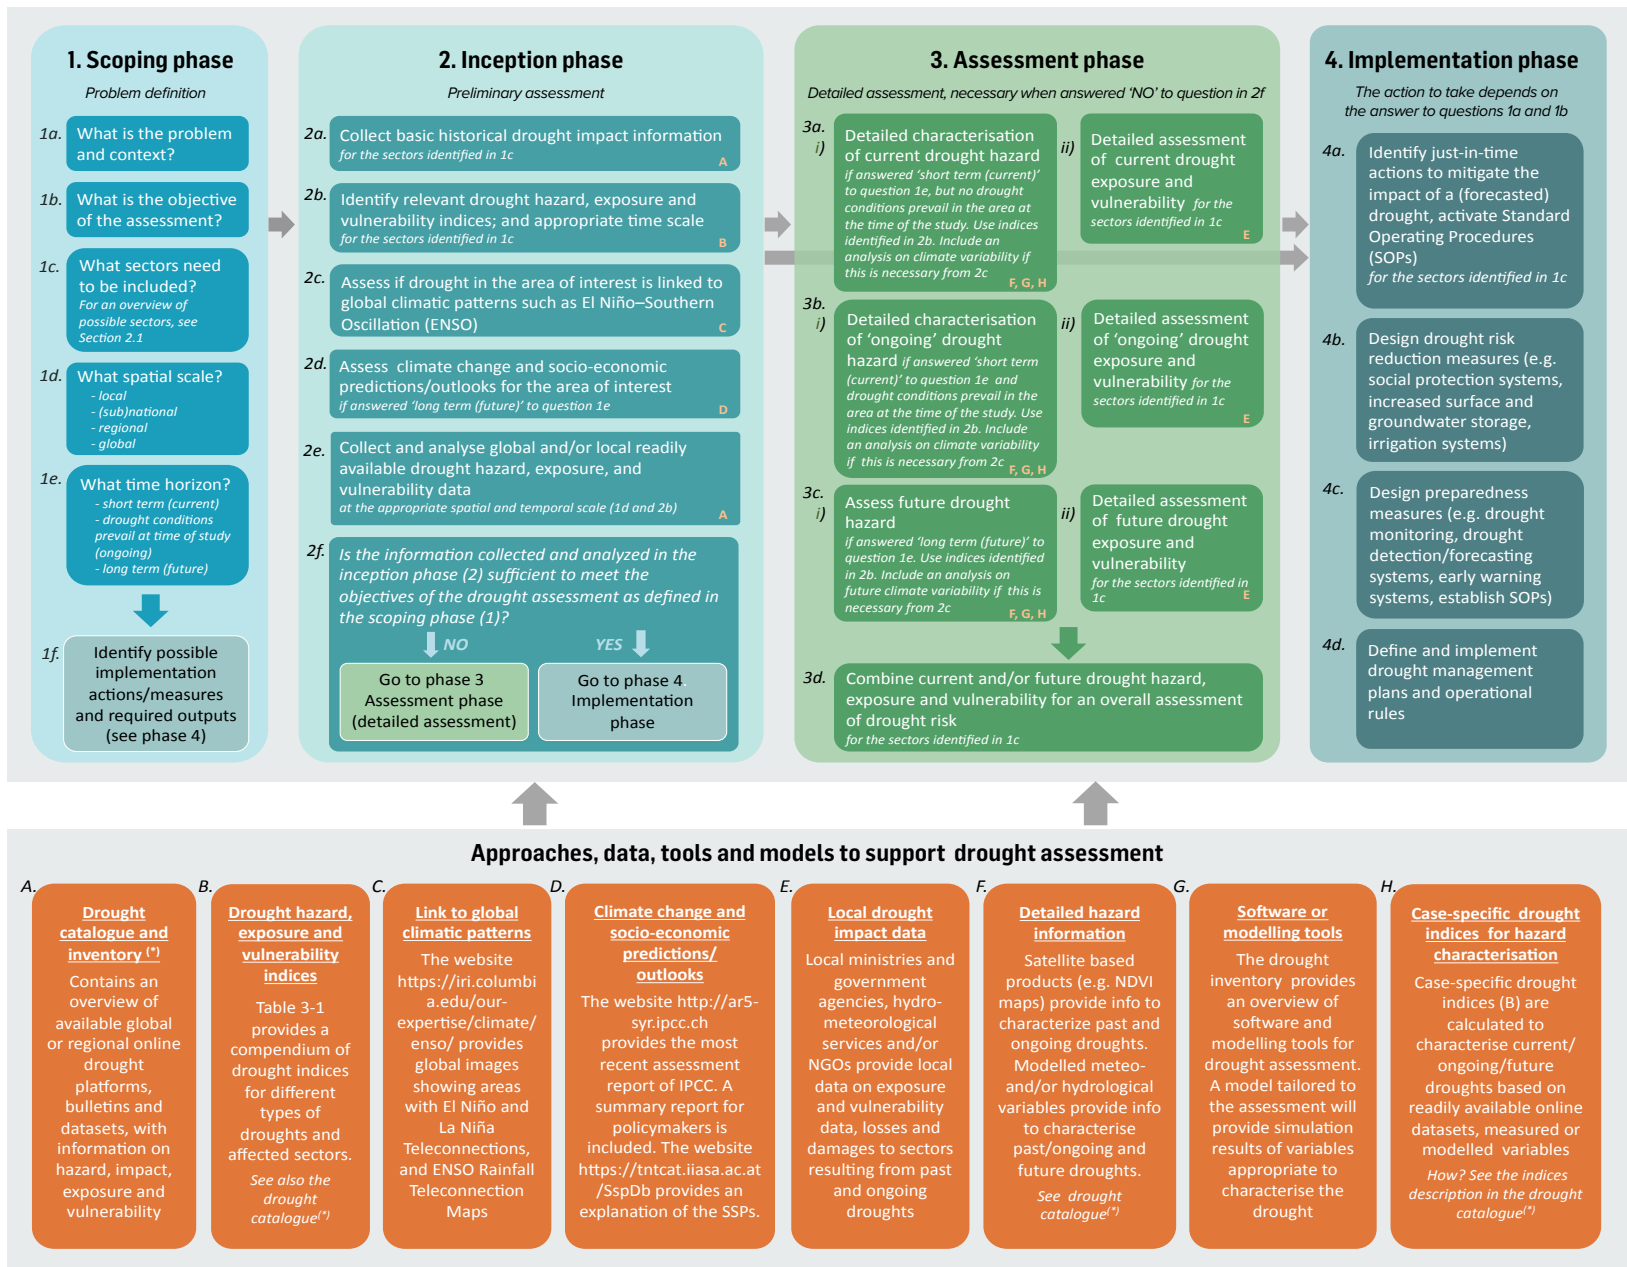 1. Scoping phase
Problem definition
1a.
What is the problem
and context?
1b.
What is the objective
of the assessment?
1c.
What sectors need
to be included?
For an overview of
possible sectors, see
Section 2.1
1d.
What spatial scale?
- local
- (sub)national
- regional
- global
1e.
What time horizon?
- short term (current)
- drought conditions
prevail at time of study
(ongoing)
- long term (future)
1f.
Identify possible
implementation
actions/measures
and required outputs
(see phase 4)
2. Inception phase
Preliminary assessment
2a.
Collect basic historical drought impact information
for the sectors identified in 1c
A
2b.
Identify relevant drought hazard, exposure and
vulnerability indices; and appropriate time scale
for the sectors identified in 1c
B
2c.
Assess if drought in the area of interest is linked to
global climatic patterns such as El Niño–Southern
Oscillation (ENSO)
C
2d.
Assess climate change and socio-economic
predictions/outlooks for the area of interest
if answered ‘long term (future)’ to question 1e
D
2e.
Collect and analyse global and/or local readily
available drought hazard, exposure, and
vulnerability data
at the appropriate spatial and temporal scale (1d and 2b)
A
2f.
Is the information collected and analyzed in the
inception phase (2) sufficient to meet the
objectives of the drought assessment as defined in
the scoping phase (1)?
NO
YES
Go to phase 3
Assessment phase
(detailed assessment)
Go to phase 4
Implementation
phase
3. Assessment phase
Detailed assessment, necessary when answered ‘NO’ to question in 2f
3a.
i)
Detailed characterisation
of current drought hazard
if answered ‘short term (current)’
to question 1e, but no drought
conditions prevail in the area at
the time of the study. Use indices
identified in 2b. Include an
analysis on climate variability if
this is necessary from 2c
F, G, H
ii)
Detailed assessment
of current drought
exposure and
vulnerability for the
sectors identified in 1c
E
3b.
i)
Detailed characterisation
of ‘ongoing’ drought
hazard if answered ‘short term
(current)’ to question 1e and
drought conditions prevail in the
area at the time of the study. Use
indices identified in 2b. Include
an analysis on climate variability
if this is necessary from 2c
F, G, H
ii)
Detailed assessment
of ‘ongoing’ drought
exposure and
vulnerability for the
sectors identified in 1c
E
3c.
i)
Assess future drought
hazard
if answered ‘long term (future)’ to
question 1e. Use indices identified
in 2b. Include an analysis on
future climate variability if this is
necessary from 2c
F, G, H
ii)
Detailed assessment
of future drought
exposure and
vulnerability
for the sectors identified in
1c
E
3d.
Combine current and/or future drought hazard,
exposure and vulnerability for an overall assessment
of drought risk
for the sectors identified in 1c
4. Implementation phase
The action to take depends on
the answer to questions 1a and 1b
4a.
Identify just-in-time
actions to mitigate the
impact of a (forecasted)
drought, activate Standard
Operating Procedures
(SOPs)
for the sectors identified in 1c
4b.
Design drought risk
reduction measures (e.g.
social protection systems,
increased surface and
groundwater storage,
irrigation systems)
4c.
Design preparedness
measures (e.g. drought
monitoring, drought
detection/forecasting
systems, early warning
systems, establish SOPs)
4d.
Define and implement
drought management
plans and operational
rules
Approaches, data, tools and models to support drought assessment
A.
Drought
catalogue and
inventory (*)
Contains an
overview of
available global
or regional online
drought
platforms,
bulletins and
datasets, with
information on
hazard, impact,
exposure and
vulnerability
B.
Drought hazard,
exposure and
vulnerability
indices
Table 3-1
provides a
compendium of
drought indices
for different
types of
droughts and
affected sectors.
See also the
drought
catalogue(*)
C.
Link to global
climatic patterns
The website
https://iri.columbi
a.edu/our-
expertise/climate/
enso/ provides
global images
showing areas
with El Niño and
La Niña
Teleconnections,
and ENSO Rainfall
Teleconnection
Maps
D.
Climate change and
socio-economic
predictions/
outlooks
The website http://ar5-
syr.ipcc.ch
provides the most
recent assessment
report of IPCC. A
summary report for
policymakers is
included. The website
https://tntcat.iiasa.ac.at
/SspDb provides an
explanation of the SSPs.
E.
Local drought
impact data
Local ministries and
government
agencies, hydro-
meteorological
services and/or
NGOs provide local
data on exposure
and vulnerability
data, losses and
damages to sectors
resulting from past
and ongoing
droughts
F.
Detailed hazard
information
Satellite based
products (e.g. NDVI
maps) provide info to
characterize past and
ongoing droughts.
Modelled meteo-
and/or hydrological
variables provide info
to characterise
past/ongoing and
future droughts.
See drought
catalogue(*)
G.
Software or
modelling tools
The drought
inventory provides
an overview of
software and
modelling tools for
drought assessment.
A model tailored to
the assessment will
provide simulation
results of variables
appropriate to
characterise the
drought
H.
Case-specific drought
indices for hazard
characterisation
Case-specific drought
indices (B) are
calculated to
characterise current/
ongoing/future
droughts based on
readily available online
datasets, measured or
modelled variables
How? See the indices
description in the drought
catalogue(*)